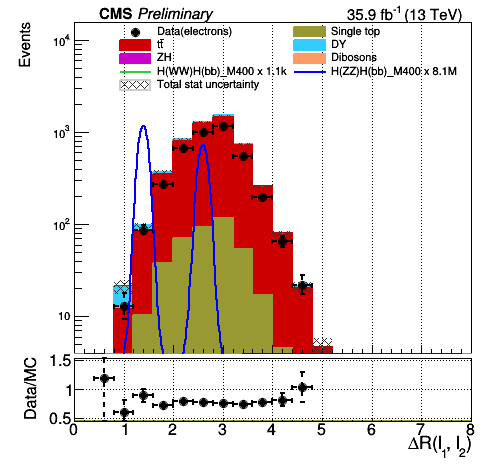 CMS Preliminary 35.9 fb⁻¹ (13 TeV)
Events
Data(electrons) Single top
tt̄ DY
ZH Dibosons
H(WW)H(bb)_M400 x 1.1k H(ZZ)H(bb)_M400 x 8.1M
Total stat uncertainty
10⁴
10³
10²
10
Data/MC
1.5
1
0.5
0 1 2 3 4 5 6 7 8
ΔR(l₁, l₂)